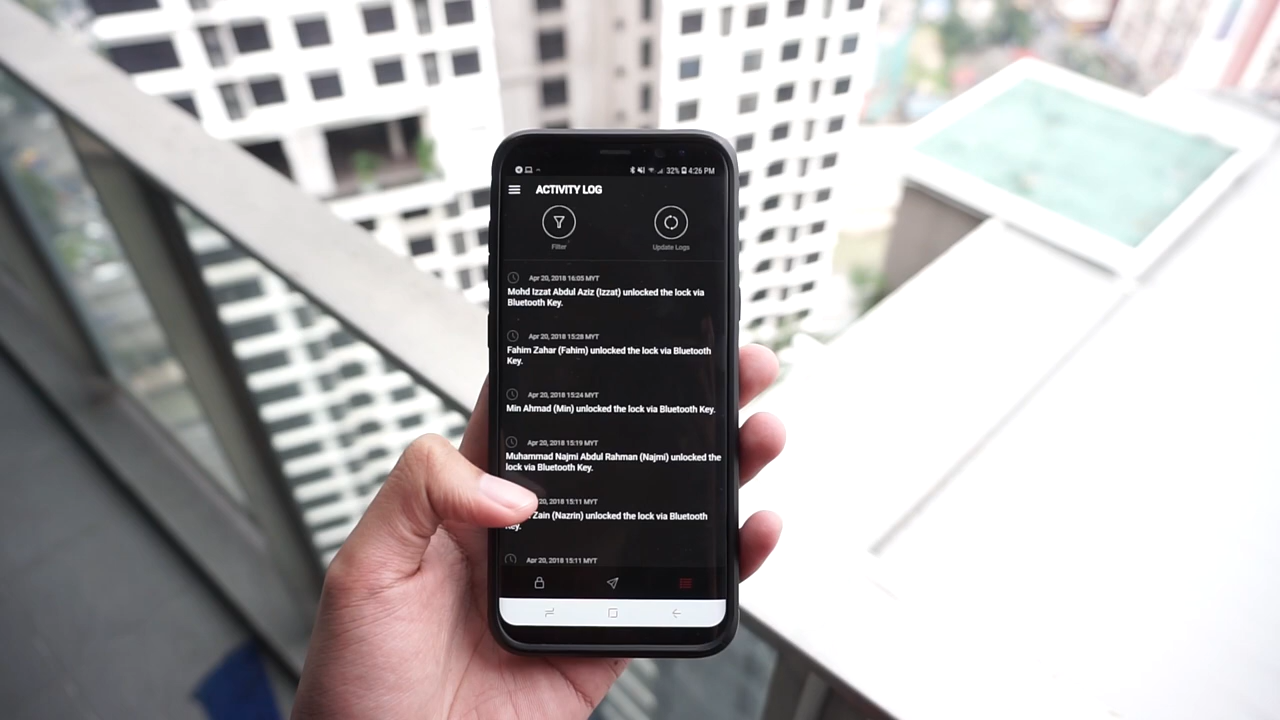 32% 4:26 PM
ACTIVITY LOG
Filter
Update Logs
Apr 20, 2018 16:05 MYT
Mohd Izzat Abdul Aziz (Izzat) unlocked the lock via
Bluetooth Key.
Apr 20, 2018 15:28 MYT
Fahim Zahar (Fahim) unlocked the lock via Bluetooth
Key.
Apr 20, 2018 15:24 MYT
Min Ahmad (Min) unlocked the lock via Bluetooth Key.
Apr 20, 2018 15:19 MYT
Muhammad Najmi Abdul Rahman (Najmi) unlocked the
lock via Bluetooth Key.
20, 2018 15:11 MYT
Zain (Nazrin) unlocked the lock via Bluetooth
Key.
Apr 20, 2018 15:11 MYT